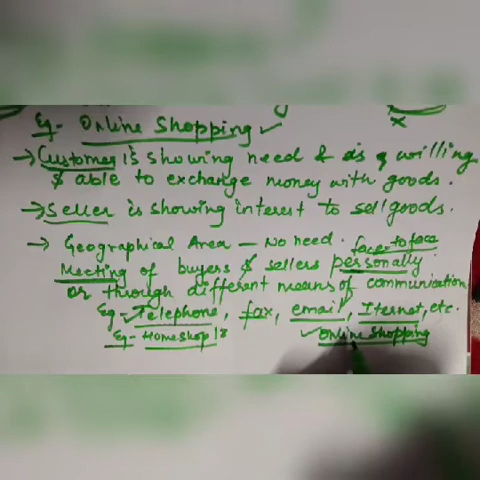 Eg- Online Shopping ✓
→ Customer is showing need & is willing
& able to exchange money with goods.
→ Seller is showing interest to sell goods.
→ Geographical Area - No need. face to face
Meeting of buyers & sellers personally
or through different means of communiation
Eg- Telephone, fax, email, Iternet, etc.
Eg- Homeshop 18 ✓ Online Shopping